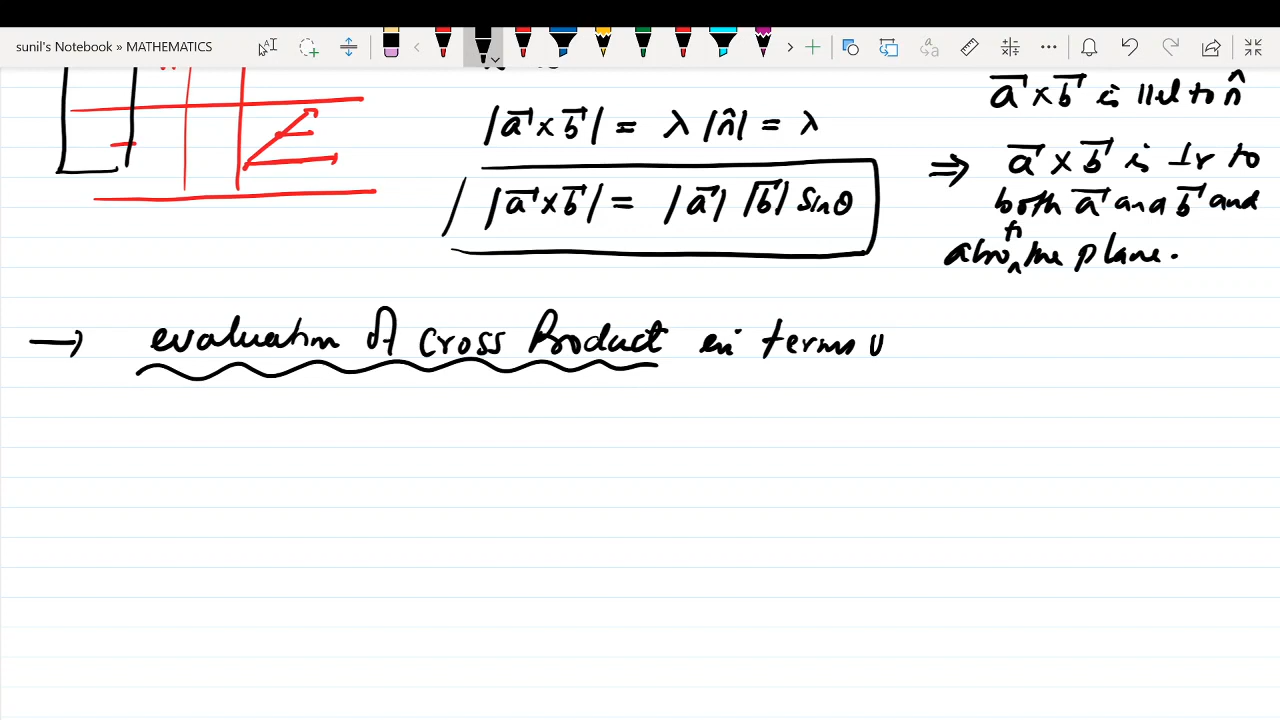 sunil's Notebook » MATHEMATICS
|a⃗ × b⃗| = λ |n̂| = λ
|a⃗ × b⃗| = |a⃗| |b⃗| sinθ
a⃗ × b⃗ is llel to n̂
⇒ a⃗ × b⃗ is ⊥r to
both a⃗ and b⃗ and
also to the plane.
→ evaluation of cross Product in terms